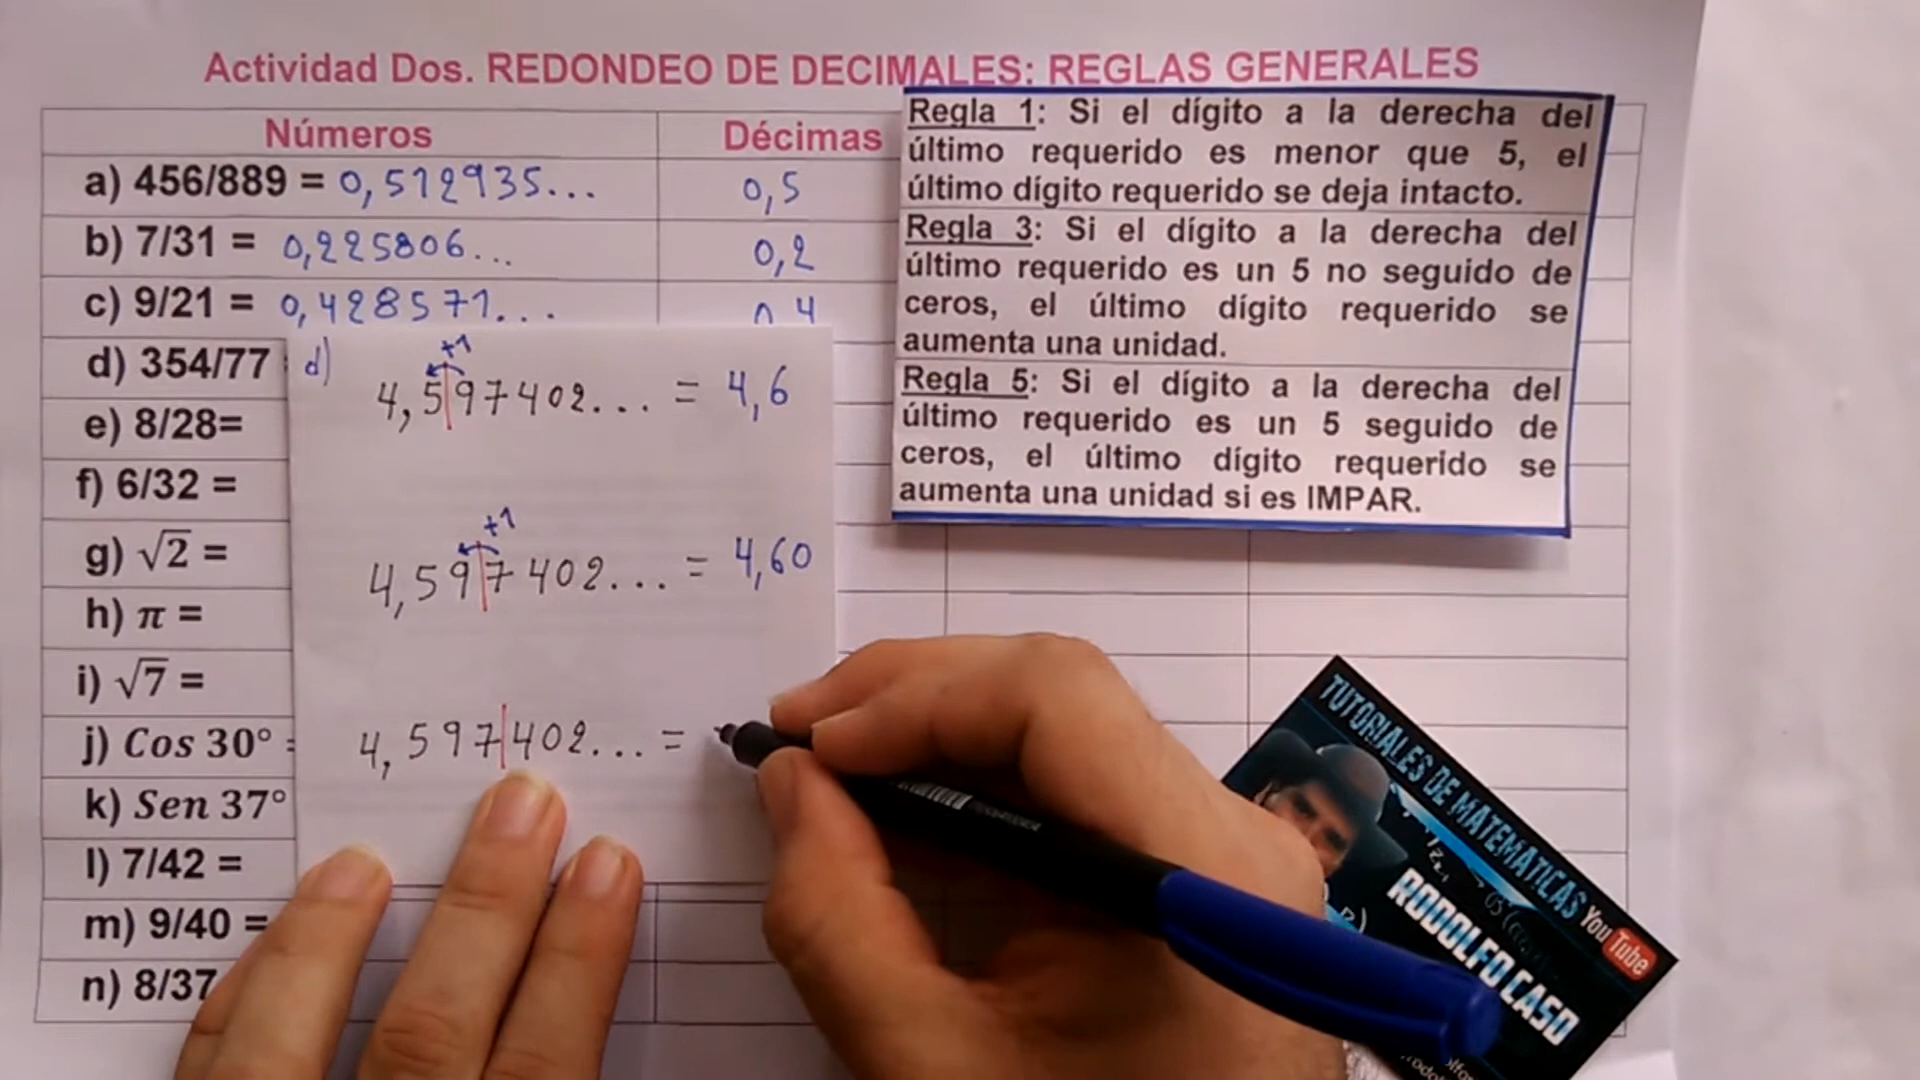 Actividad Dos. REDONDEO DE DECIMALES: REGLAS GENERALES
Números
Décimas
a) 456/889 = 0,512935...
0,5
b) 7/31 = 0,225806...
0,2
c) 9/21 = 0,428571...
d) 354/77
e) 8/28=
f) 6/32 =
g) √2 =
h) π =
i) √7 =
j) Cos 30° =
k) Sen 37°
l) 7/42 =
m) 9/40 =
n) 8/37
d)
+1
4,597402... = 4,6
+1
4,597402... = 4,60
4,597402... =
Regla 1: Si el dígito a la derecha del
último requerido es menor que 5, el
último dígito requerido se deja intacto.
Regla 3: Si el dígito a la derecha del
último requerido es un 5 no seguido de
ceros, el último dígito requerido se
aumenta una unidad.
Regla 5: Si el dígito a la derecha del
último requerido es un 5 seguido de
ceros, el último dígito requerido se
aumenta una unidad si es IMPAR.
TUTORIALES DE MATEMATICAS YouTube
RODOLFO CASO